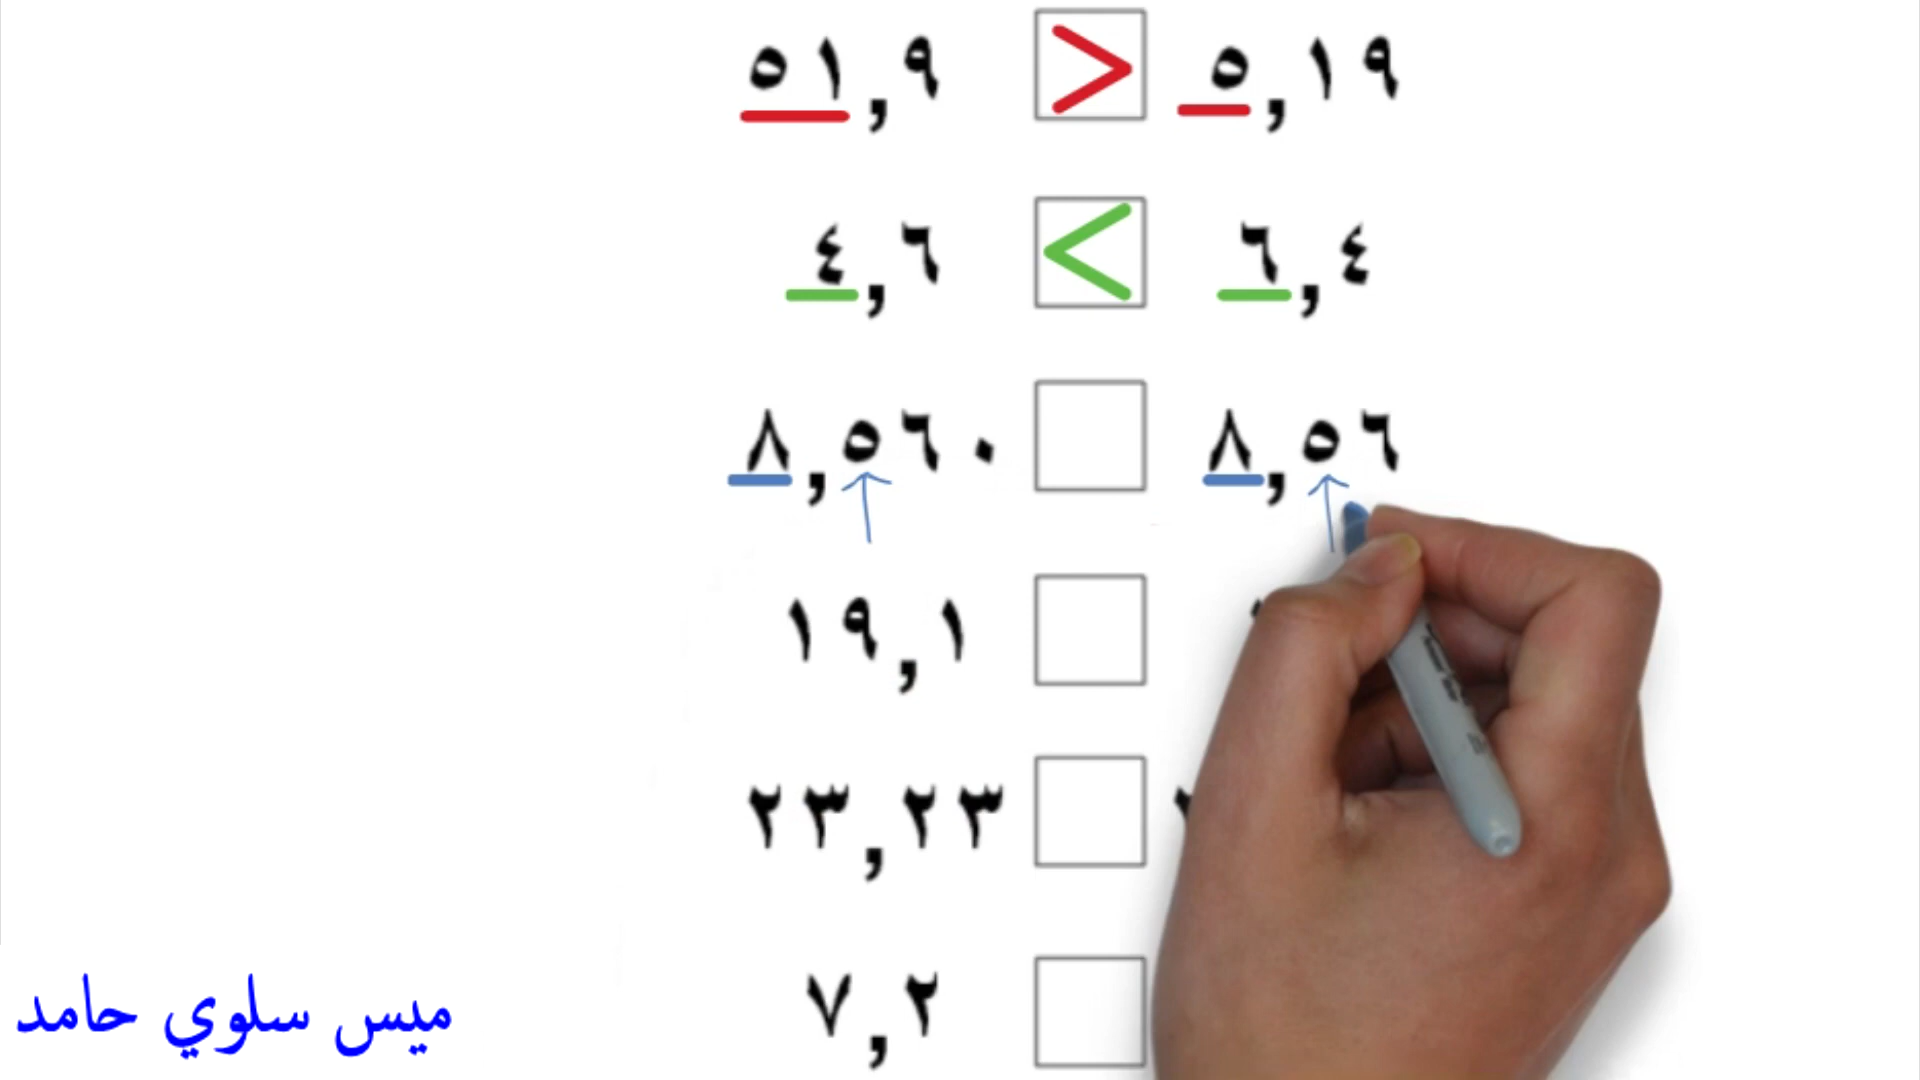 ٥١,٩ > ٥,١٩
٤,٦ < ٦,٤
٨,٥٦٠ ٨,٥٦
١٩,١
٢٣,٢٣
٧,٢
ميس سلوي حامد